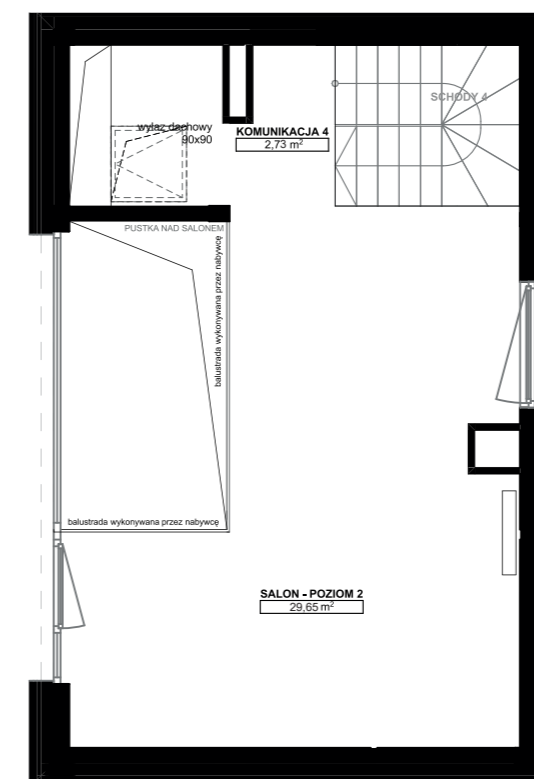 SCHODY 4
wyłaz dachowy
90x90
KOMUNIKACJA 4
2,73 m²
PUSTKA NAD SALONEM
balustrada wykonywana przez nabywcę
balustrada wykonywana przez nabywcę
SALON - POZIOM 2
29,65 m²